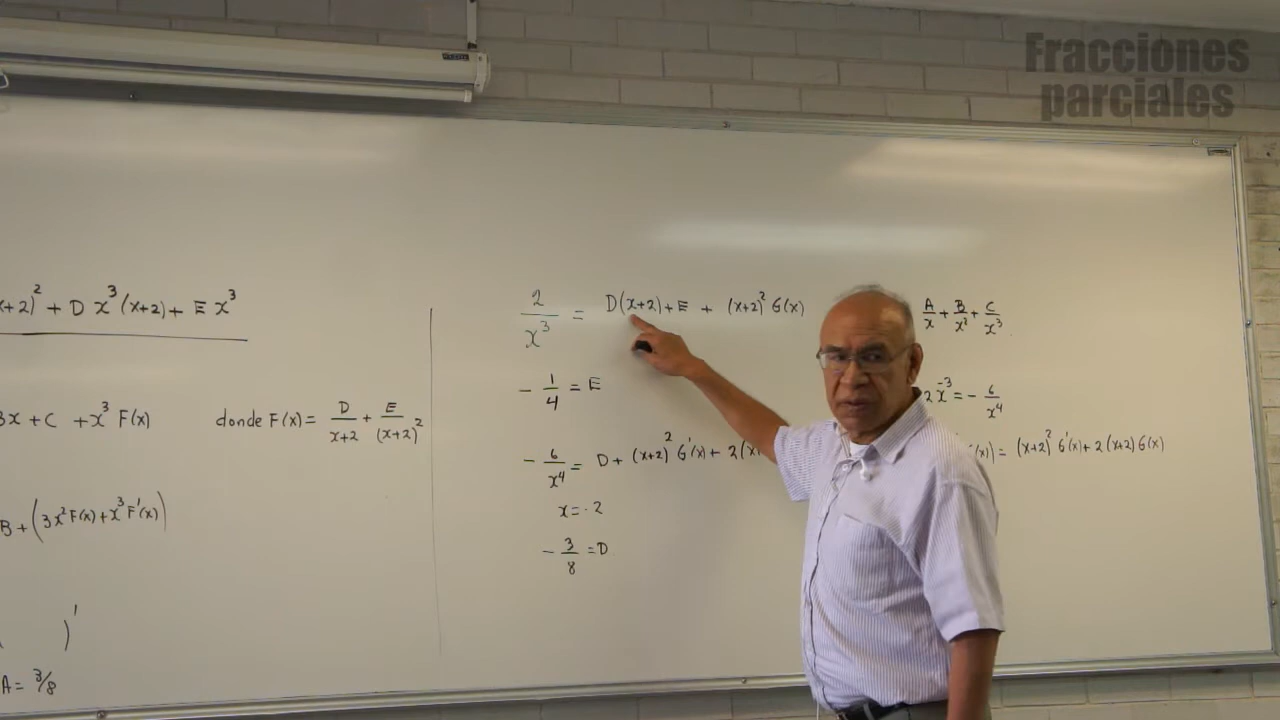 Fracciones
parciales
x+2)² + D x³(x+2) + E x³
3x + C + x³ F(x) donde F(x) = D/(x+2) + E/(x+2)²
B + (3x² F(x) + x³ F'(x))
( )'
A = 3/8
2/x³ = D(x+2) + E + (x+2)² G(x)
- 1/4 = E
- 6/x⁴ = D + (x+2)² G'(x) + 2(x
x = -2
- 3/8 = D
A/x + B/x² + C/x³
2x⁻³ = - 6/x⁴
(x)) = (x+2)² G'(x) + 2(x+2) G(x)